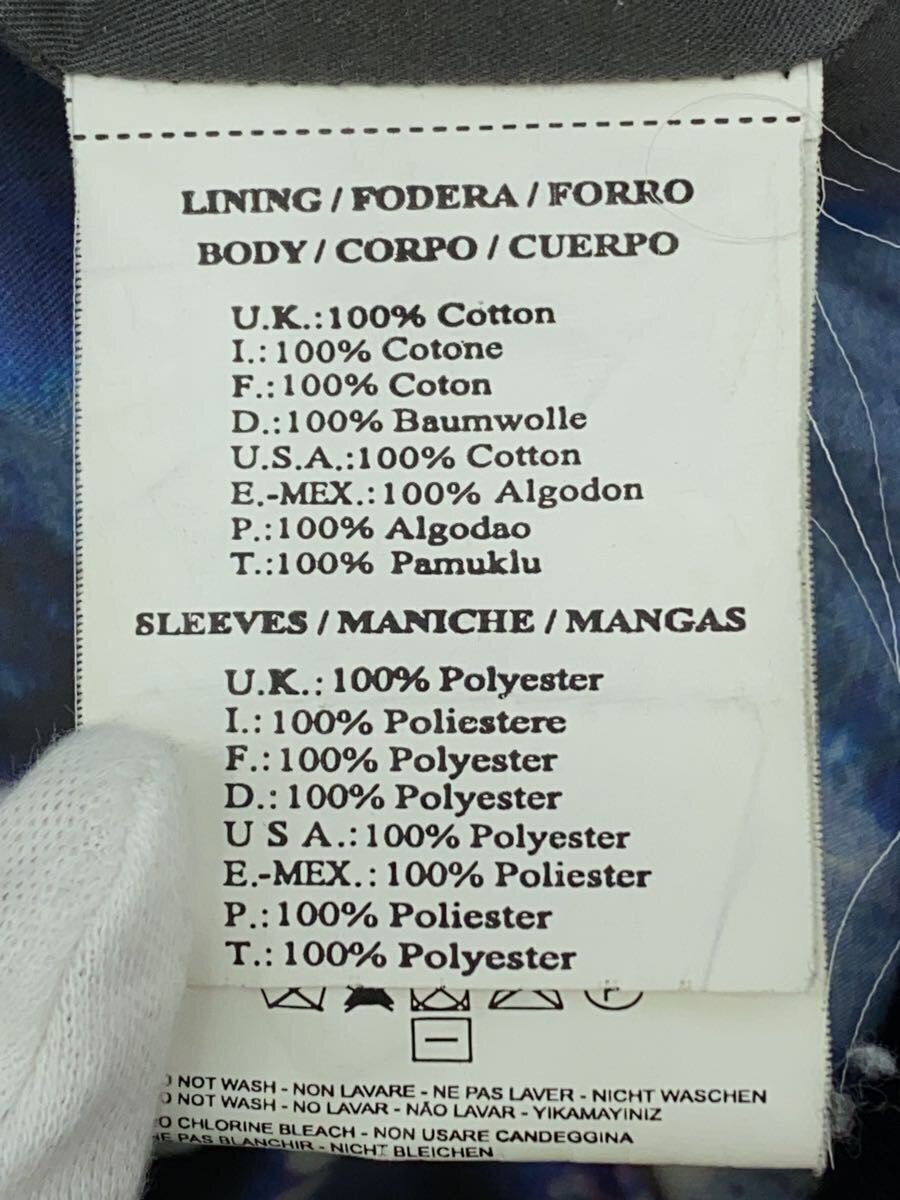 LINING / FODERA / FORRO
BODY / CORPO / CUERPO
U.K.:100% Cotton
I.:100% Cotone
F.:100% Coton
D.:100% Baumwolle
U.S.A.:100% Cotton
E.-MEX.:100% Algodon
P.:100% Algodao
T.:100% Pamuklu
SLEEVES / MANICHE / MANGAS
U.K.: 100% Polyester
I.: 100% Poliestere
F.: 100% Polyester
D.: 100% Polyester
U S A.: 100% Polyester
E.-MEX.: 100% Poliester
P.: 100% Poliester
T.: 100% Polyester
P
NOT WASH - NON LAVARE - NE PAS LAVER - NICHT WASCHEN
NOT WASH - NO LAVAR - NÃO LAVAR - YIKAMAYINIZ
CHLORINE BLEACH - NON USARE CANDEGGINA
PAS BLANCHIR - NICHT BLEICHEN